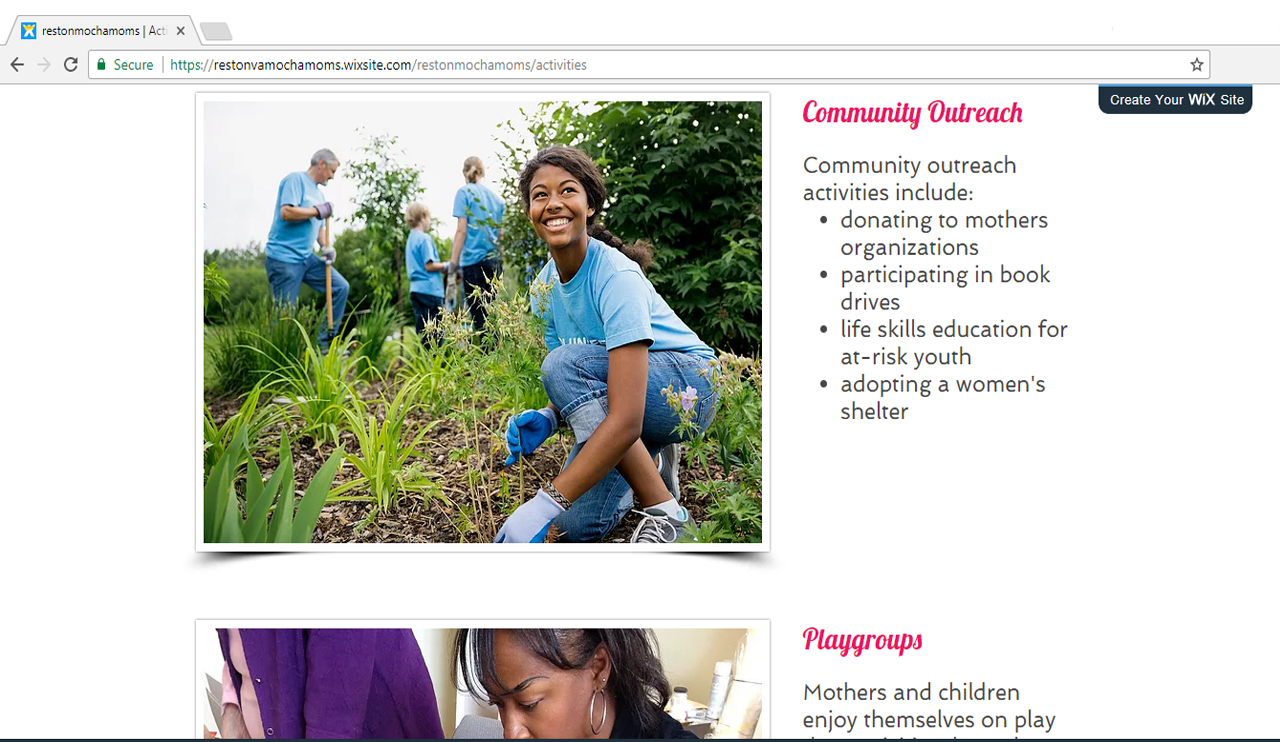 restonmochamoms | Acti
Secure
https://restonvamochamoms.wixsite.com/restonmochamoms/activities
Create Your WiX Site
Community Outreach
Community outreach
activities include:
• donating to mothers
organizations
• participating in book
drives
• life skills education for
at-risk youth
• adopting a women's
shelter
Playgroups
Mothers and children
enjoy themselves on play